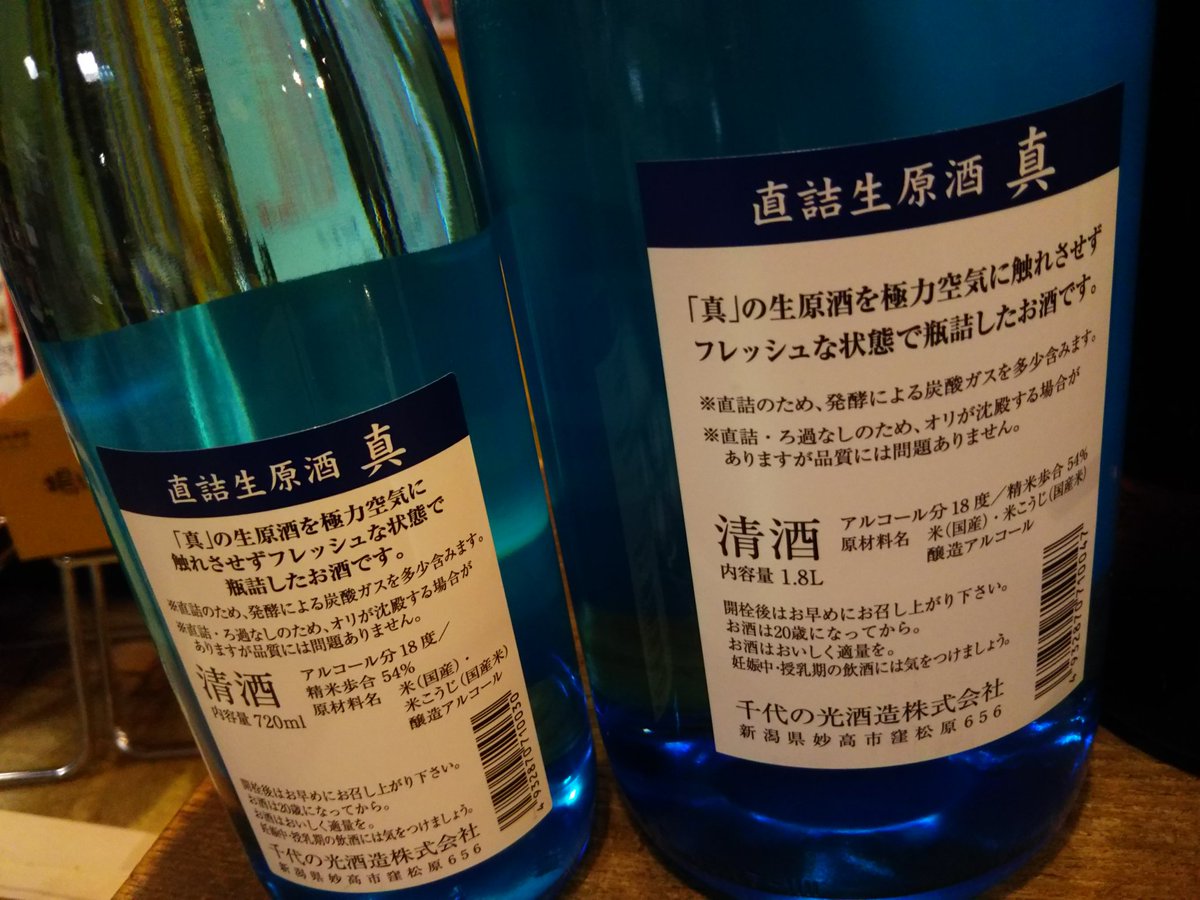 直詰生原酒 真
「真」の生原酒を極力空気に
触れさせずフレッシュな状態で
瓶詰したお酒です。
※直詰のため、発酵による炭酸ガスを多少含みます。
※直詰・ろ過なしのため、オリが沈殿する場合が
ありますが品質には問題ありません。
清酒
内容量 720ml
アルコール分 18 度／
精米歩合 54%
原材料名 米（国産）・
米こうじ（国産米）
醸造アルコール
開栓後はお早めにお召し上がり下さい。
お酒は20歳になってから。
お酒はおいしく適量を。
妊娠中・授乳期の飲酒には気をつけましょう。
千代の光酒造株式会社
新潟県妙高市窪松原656
4932870710030
直詰生原酒 真
「真」の生原酒を極力空気に触れさせず
フレッシュな状態で瓶詰したお酒です。
※直詰のため、発酵による炭酸ガスを多少含みます。
※直詰・ろ過なしのため、オリが沈殿する場合が
ありますが品質には問題ありません。
清酒
内容量 1.8L
アルコール分 18 度／精米歩合 54%
原材料名 米（国産）・米こうじ（国産米）
醸造アルコール
開栓後はお早めにお召し上がり下さい。
お酒は20歳になってから。
お酒はおいしく適量を。
妊娠中・授乳期の飲酒には気をつけましょう。
千代の光酒造株式会社
新潟県妙高市窪松原656